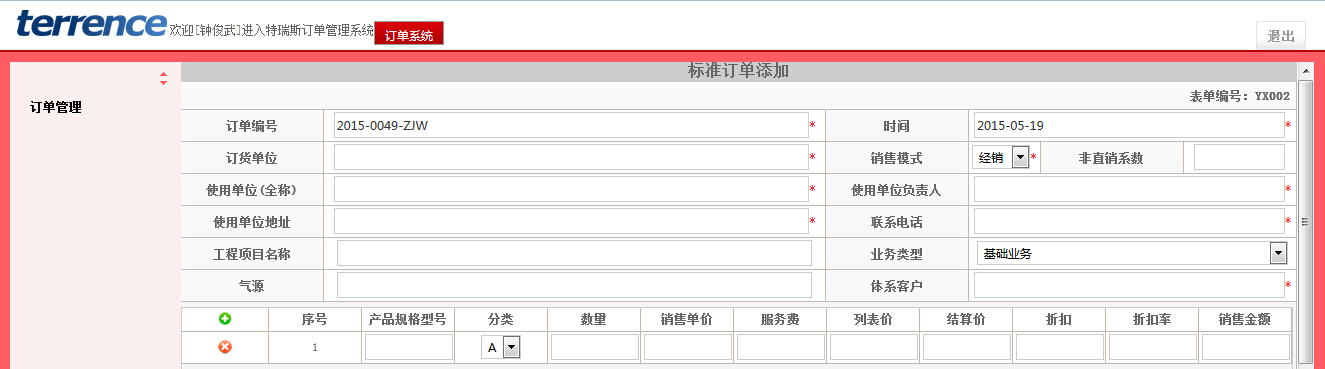 terrence 欢迎[钟俊武]进入特瑞斯订单管理系统 订单系统 退出
标准订单添加
订单管理
表单编号：YX002
订单编号 2015-0049-ZJW * 时间 2015-05-19 *
订货单位 * 销售模式 经销 * 非直销系数
使用单位(全称) * 使用单位负责人 *
使用单位地址 * 联系电话 *
工程项目名称 业务类型 基础业务
气源 体系客户 *
序号 产品规格型号 分类 数量 销售单价 服务费 列表价 结算价 折扣 折扣率 销售金额
1 A